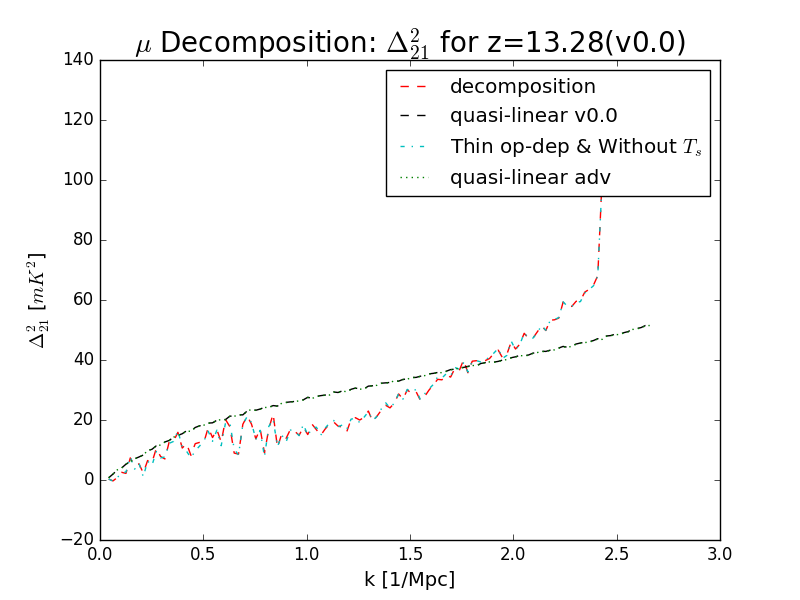 μ Decomposition: Δ²₂₁ for z=13.28(v0.0)
140
120
100
80
60
40
20
0
−20
Δ²₂₁ [mK²]
decomposition
quasi-linear v0.0
Thin op-dep & Without Tₛ
quasi-linear adv
0.0 0.5 1.0 1.5 2.0 2.5 3.0
k [1/Mpc]